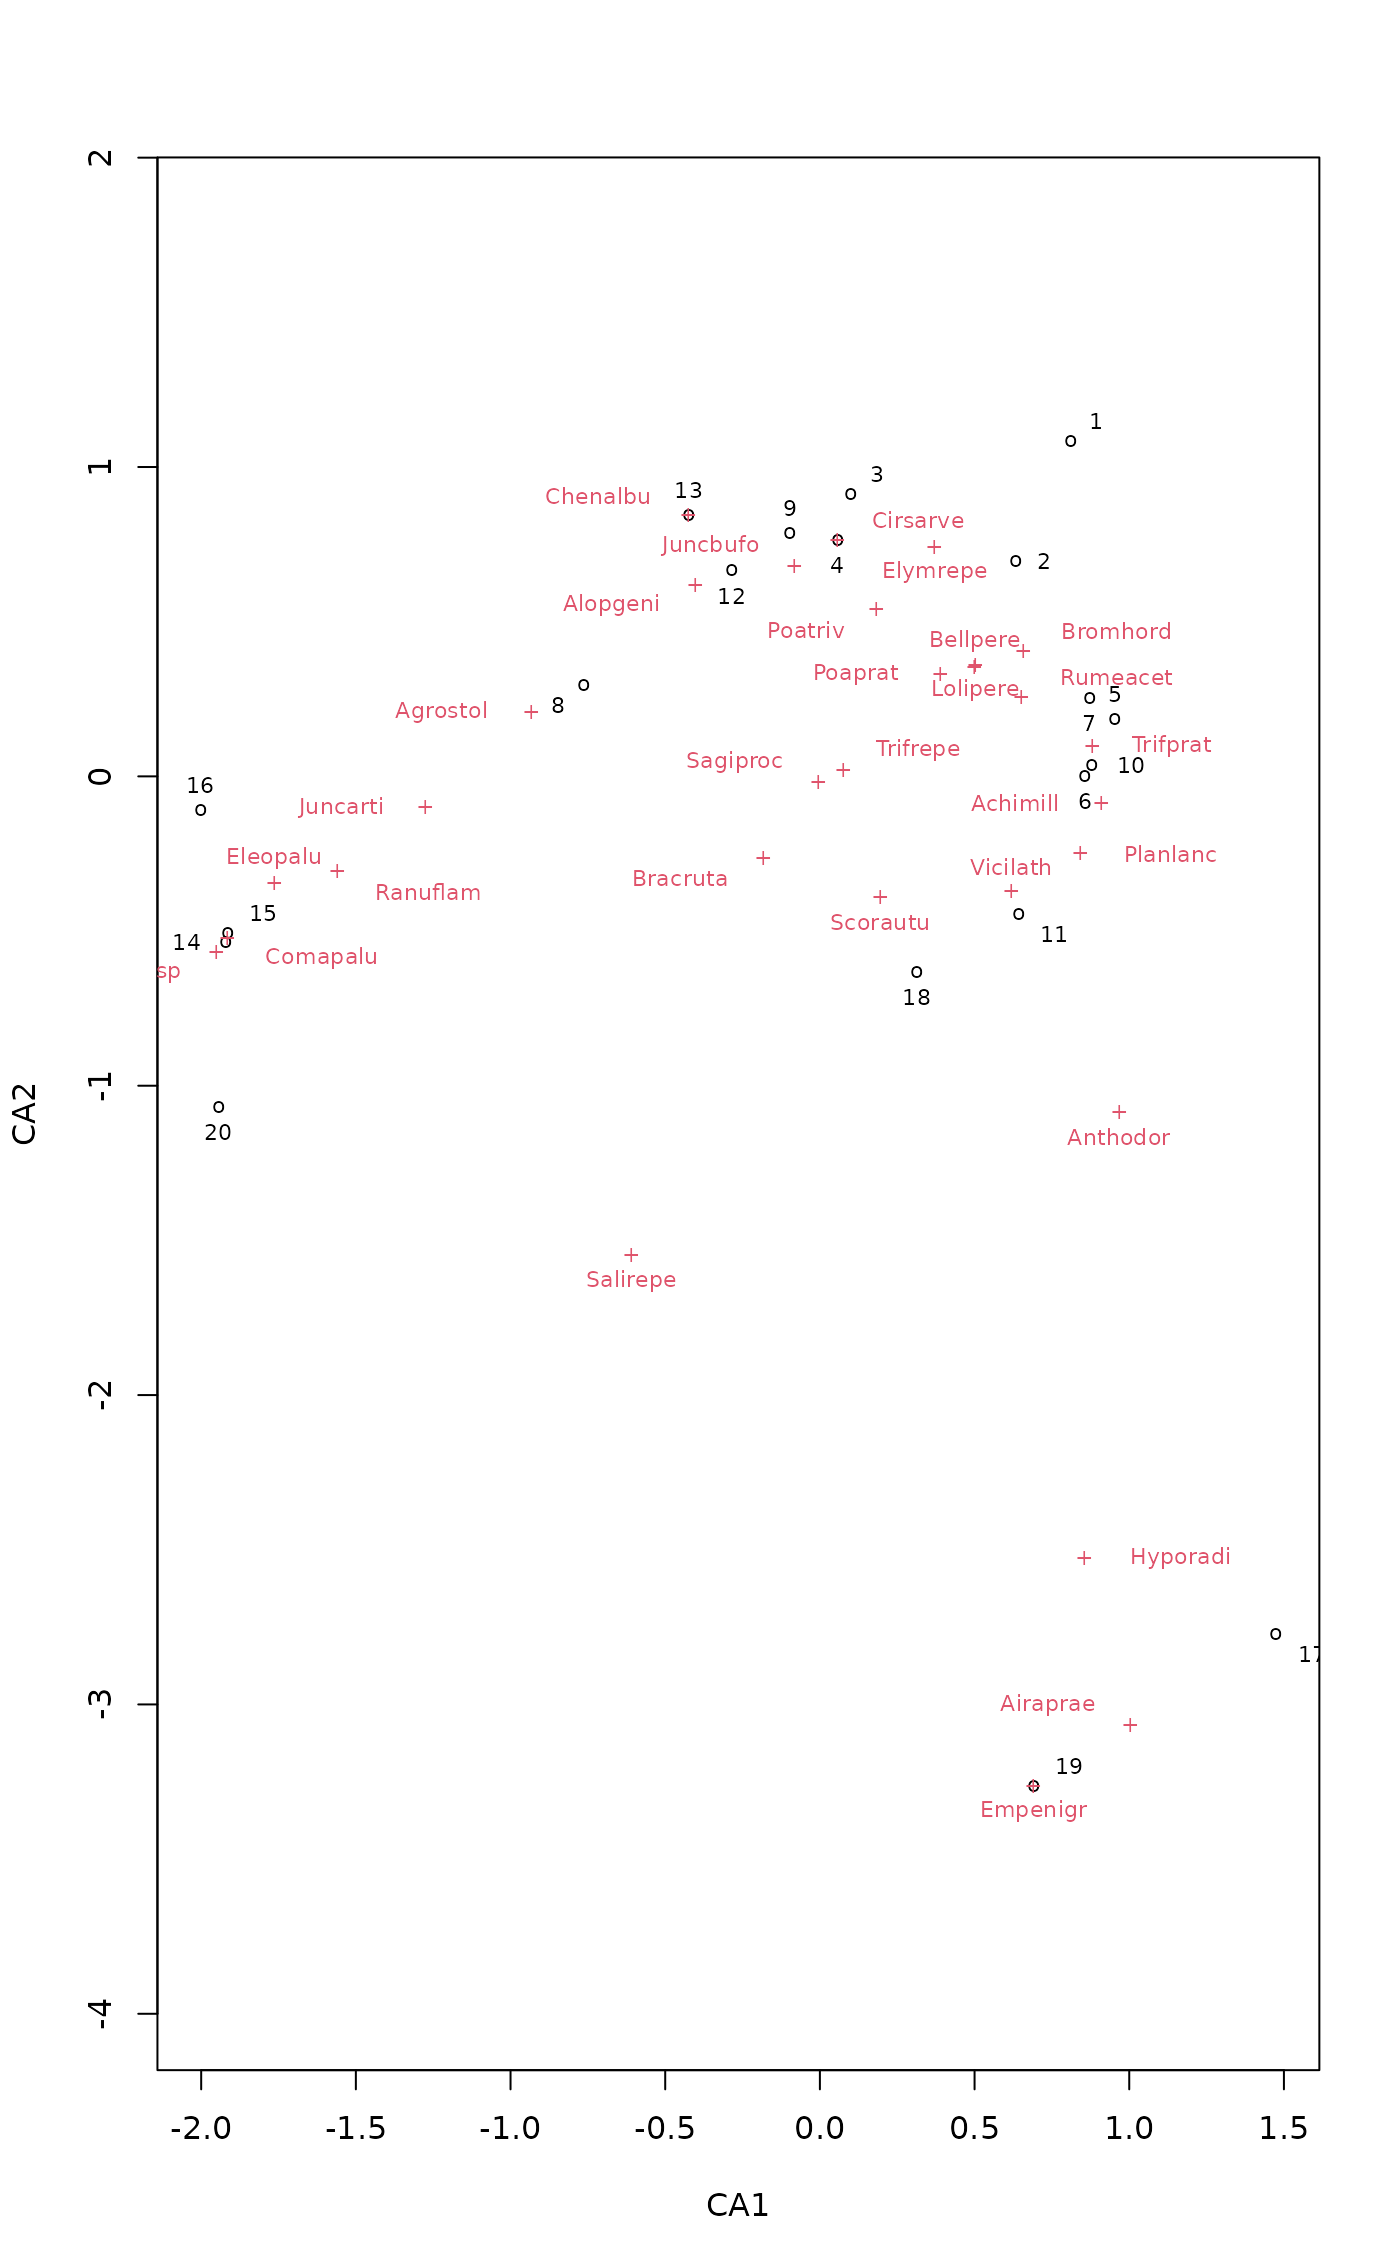 2
1
1
3
13
Chenalbu
9
Cirsarve
Juncbufo
2
4
Elymrepe
12
Alopgeni
Poatriv
Bromhord
Bellpere
Poaprat
Rumeacet
Lolipere
5
8
Agrostol
7
Trifprat
Trifrepe
Sagiproc
10
0
16
6
Achimill
Juncarti
Planlanc
Eleopalu
Vicilath
Bracruta
Ranuflam
15
Scorautu
11
14
Comapalu
sp
18
-1
CA2
20
Anthodor
Salirepe
-2
Hyporadi
17
Airaprae
-3
19
Empenigr
-4
-2.0 -1.5 -1.0 -0.5 0.0 0.5 1.0 1.5
CA1